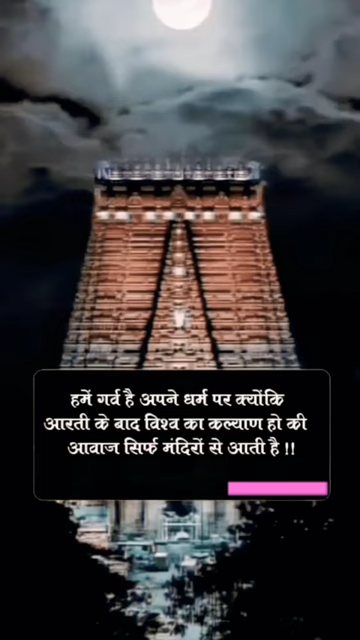 हमें गर्व है अपने धर्म पर क्योंकि
आरती के बाद विश्व का कल्याण हो की
आवाज सिर्फ मंदिरों से आती है !!